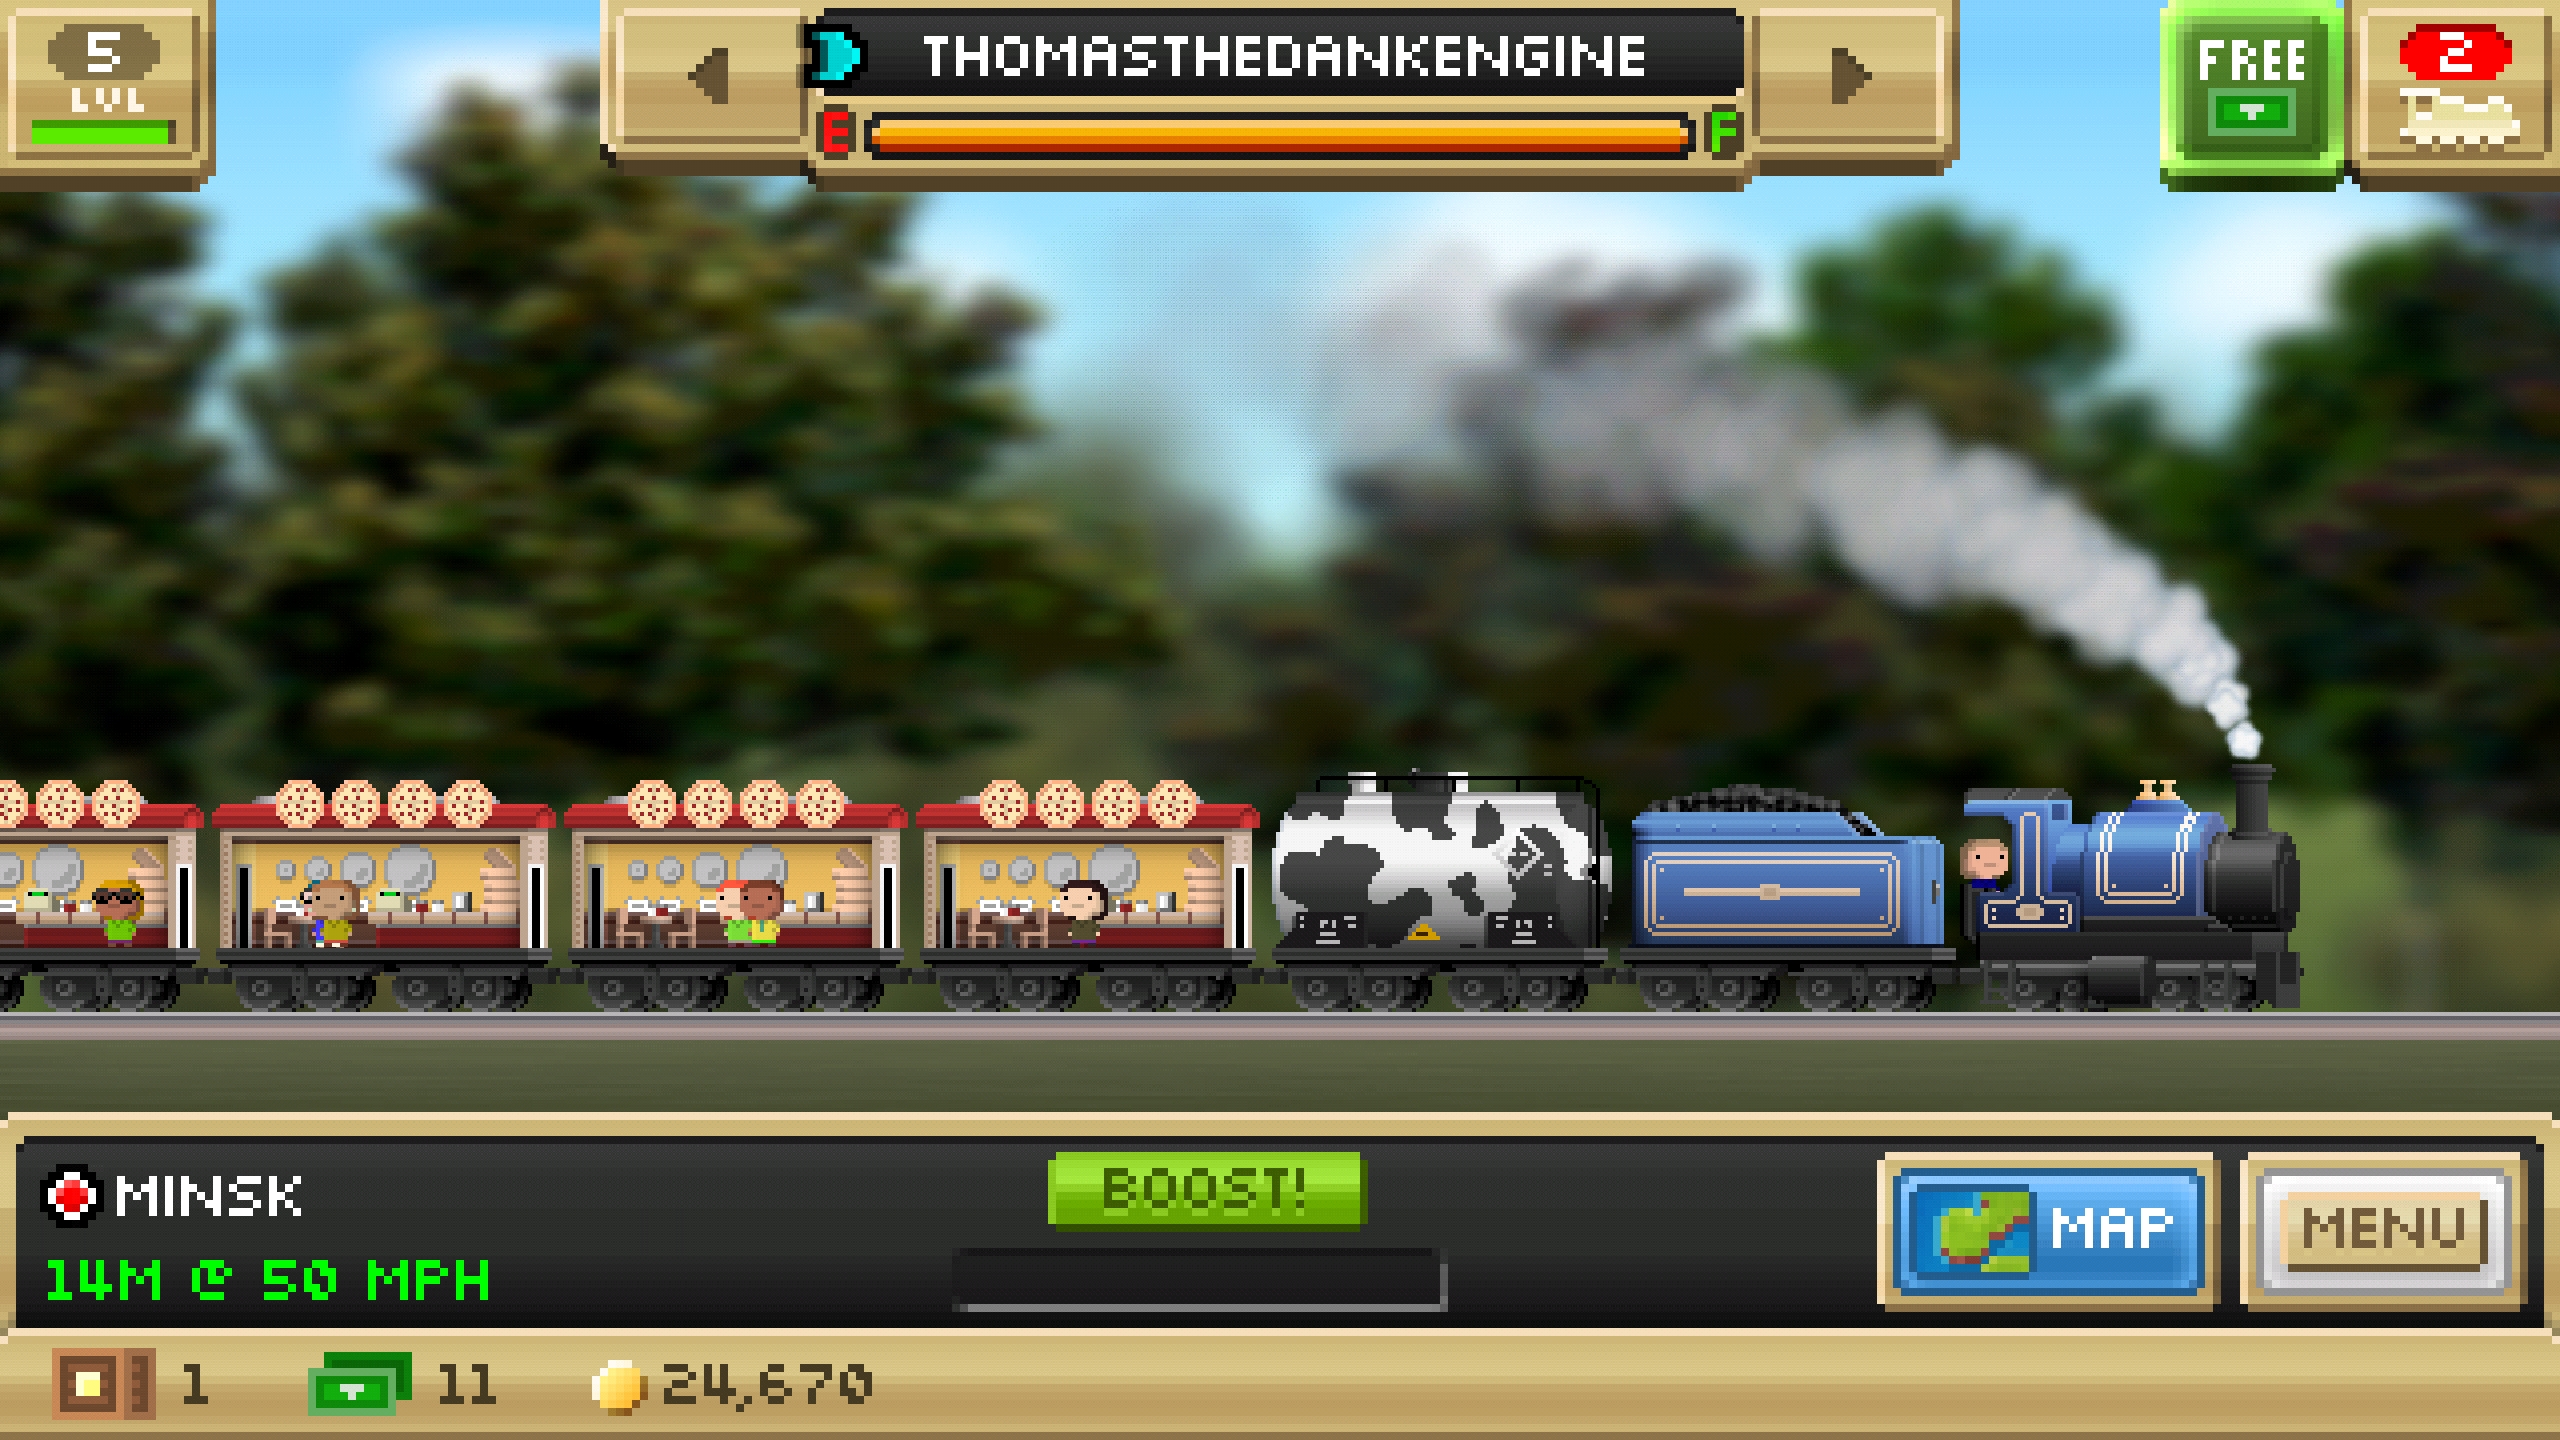 5
LVL
THOMASTHEDANKENGINE
E F
FREE
2
MINSK
14M @ 50 MPH
BOOST!
MAP
MENU
1
11
24,670